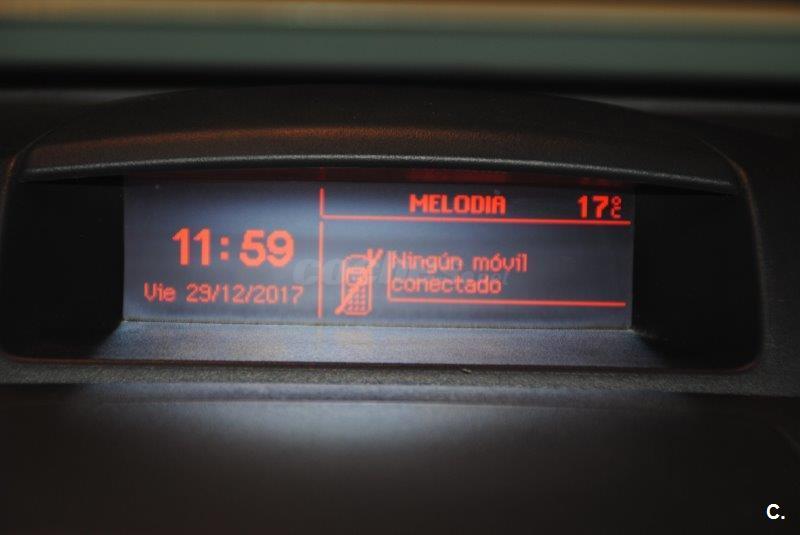 MELODIA 17°C
11:59
Vie 29/12/2017
Ningún móvil
conectado
C.